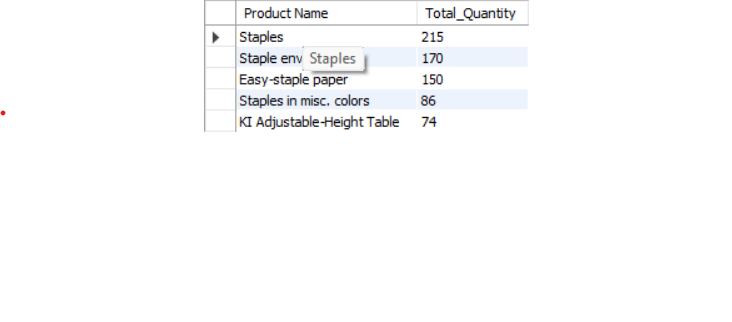 Product Name Total_Quantity
Staples 215
Staple env 170
Staples
Easy-staple paper 150
Staples in misc. colors 86
KI Adjustable-Height Table 74